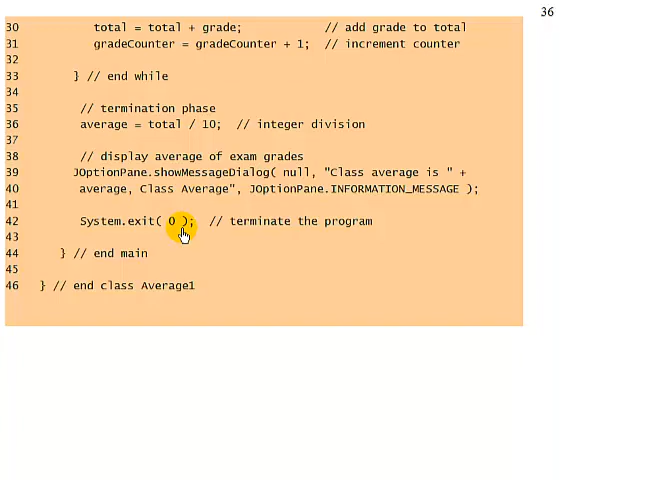 36
30 total = total + grade; // add grade to total
31 gradeCounter = gradeCounter + 1; // increment counter
32
33 } // end while
34
35 // termination phase
36 average = total / 10; // integer division
37
38 // display average of exam grades
39 JOptionPane.showMessageDialog( null, "Class average is " +
40 average, Class Average", JOptionPane.INFORMATION_MESSAGE );
41
42 System.exit( 0 ); // terminate the program
43
44 } // end main
45
46 } // end class Average1